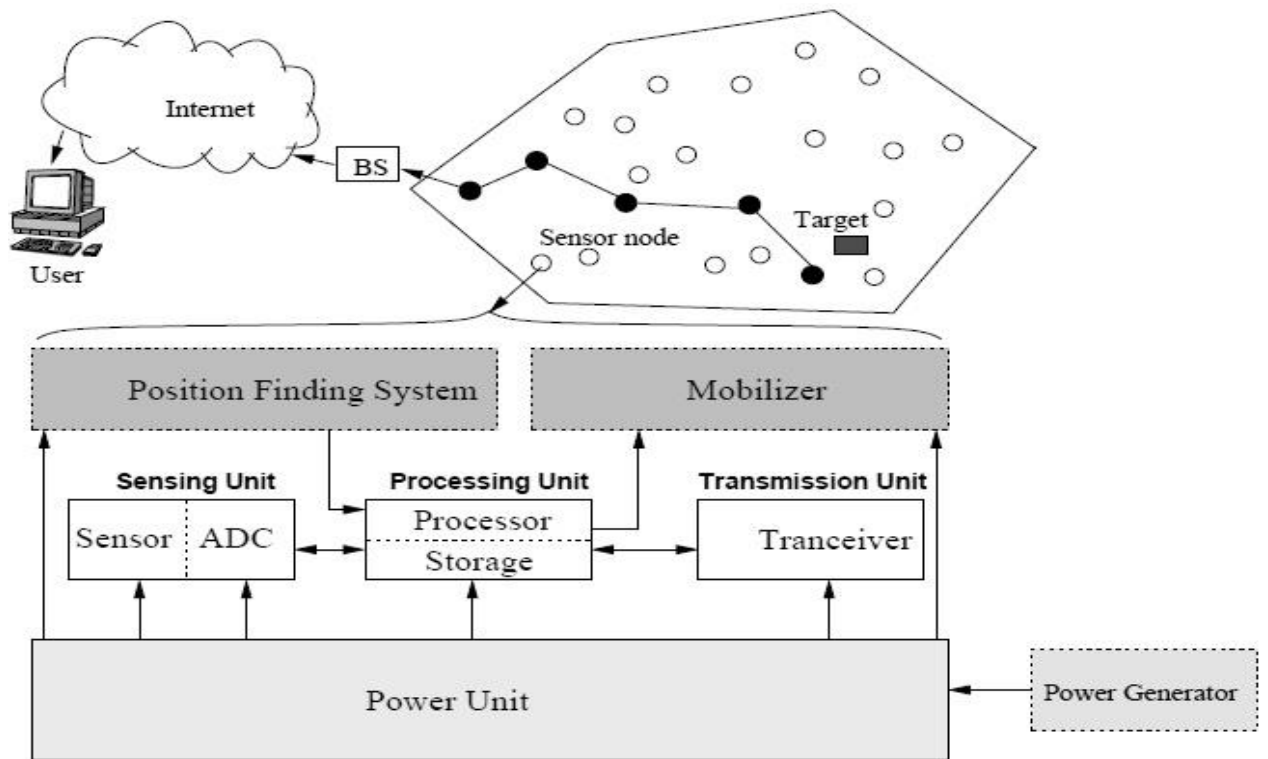 Internet
BS
User
Target
Sensor node
Position Finding System
Mobilizer
Sensing Unit
Processing Unit
Transmission Unit
Sensor
ADC
Processor
Storage
Tranceiver
Power Unit
Power Generator